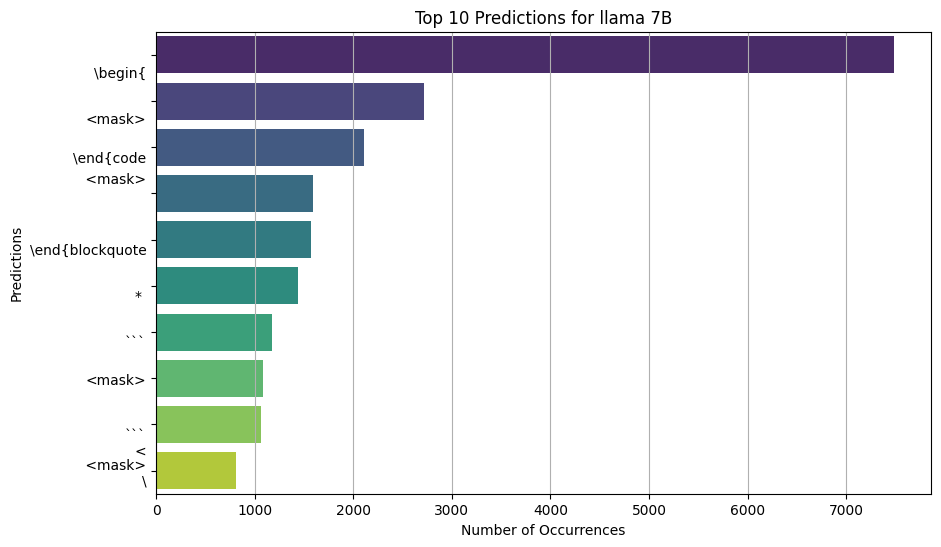 Top 10 Predictions for llama 7B
Predictions
\begin{
<mask>
\end{code
<mask>
\end{blockquote
*
```
<mask>
```
<
<mask>
\
0 1000 2000 3000 4000 5000 6000 7000
Number of Occurrences